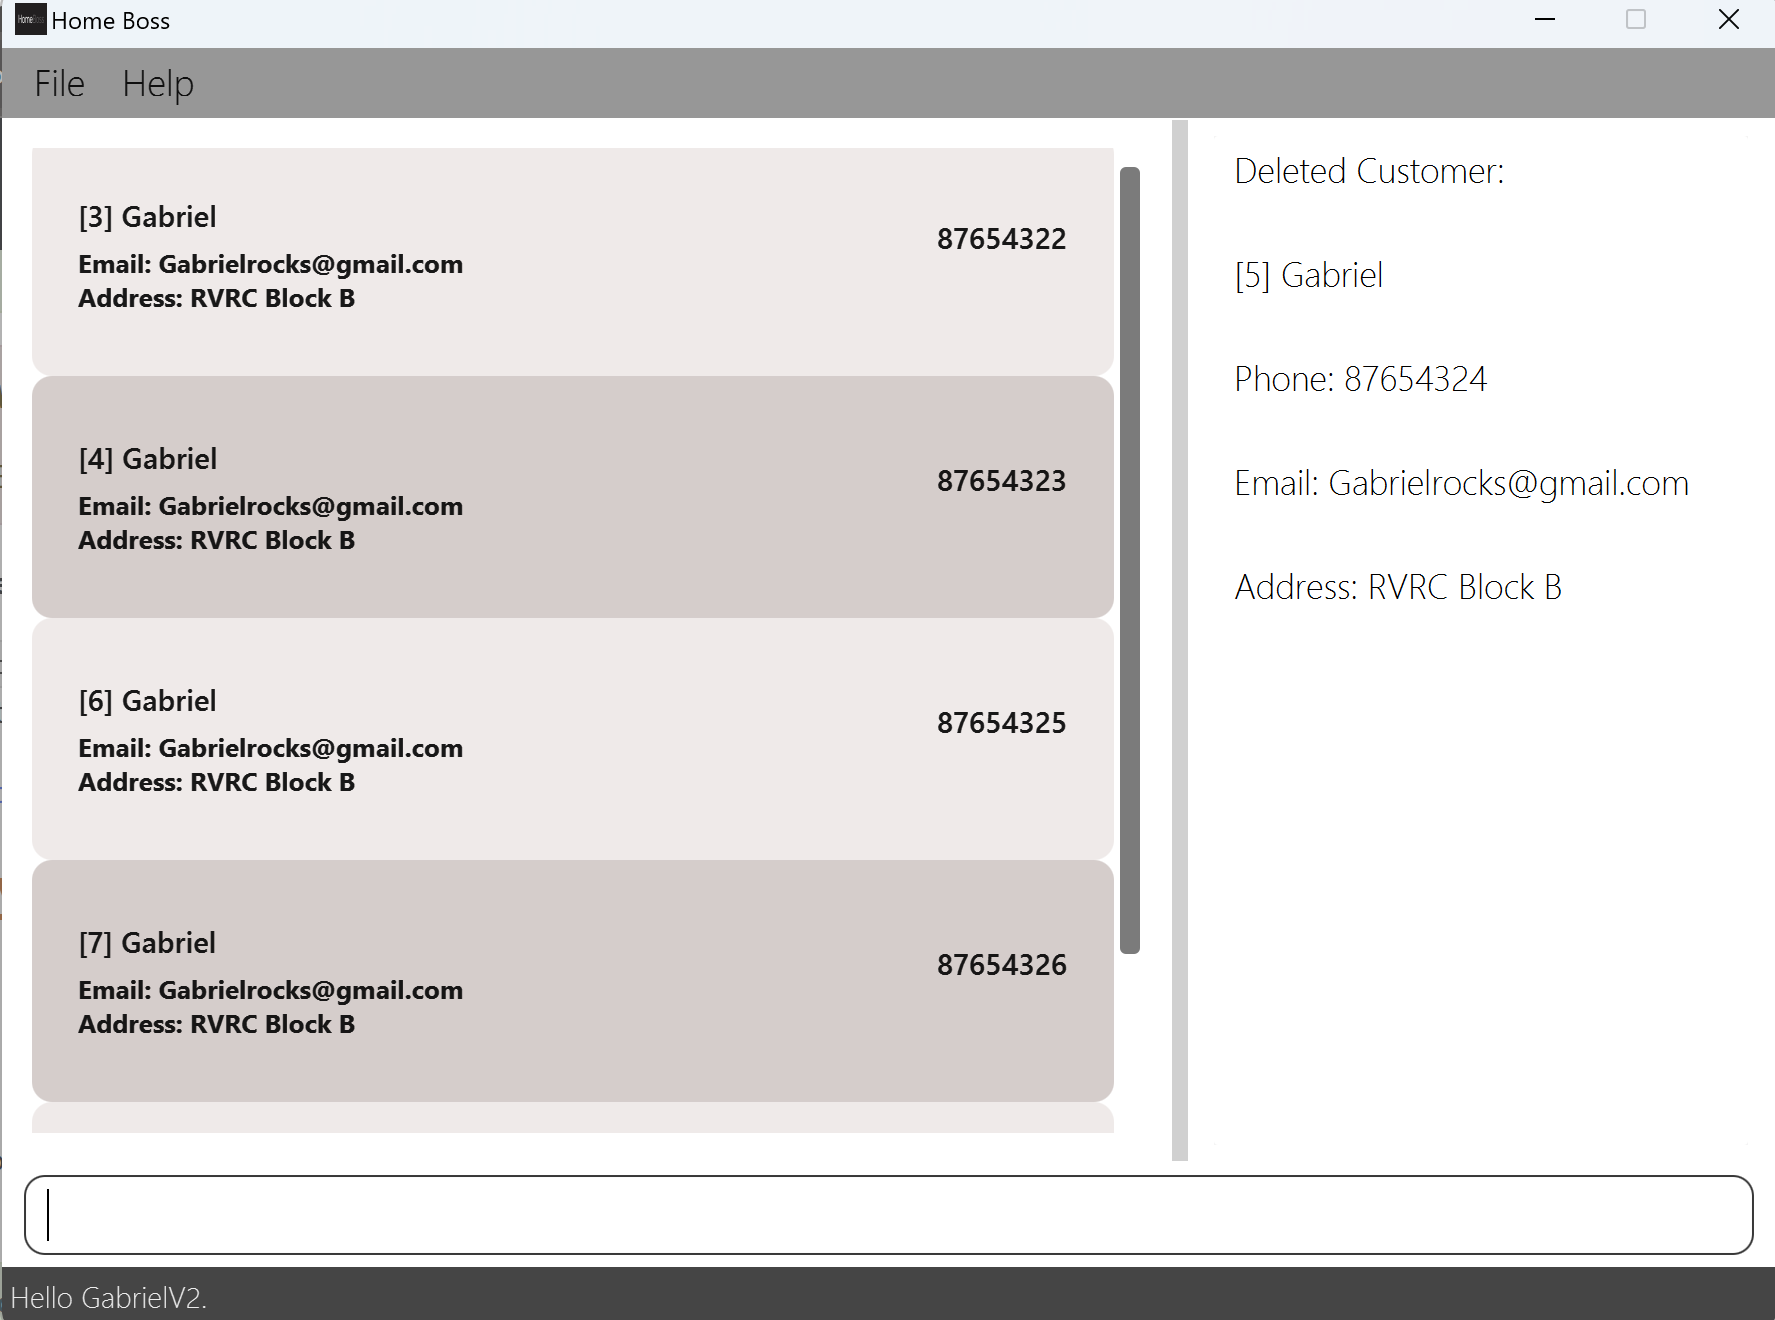 Home Boss
File Help
[3] Gabriel
87654322
Email: Gabrielrocks@gmail.com
Address: RVRC Block B
[4] Gabriel
87654323
Email: Gabrielrocks@gmail.com
Address: RVRC Block B
[6] Gabriel
87654325
Email: Gabrielrocks@gmail.com
Address: RVRC Block B
[7] Gabriel
87654326
Email: Gabrielrocks@gmail.com
Address: RVRC Block B
Deleted Customer:
[5] Gabriel
Phone: 87654324
Email: Gabrielrocks@gmail.com
Address: RVRC Block B
Hello GabrielV2.